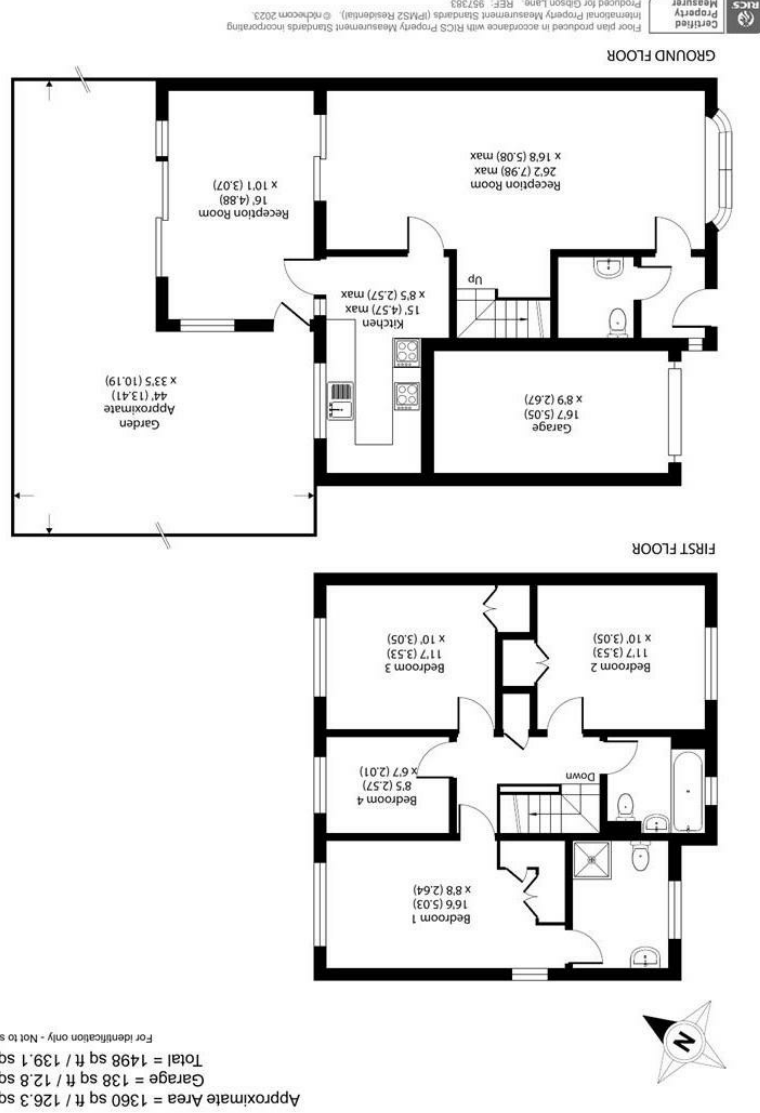 Approximate Area = 1360 sq ft / 126.3 sq
Garage = 138 sq ft / 12.8 sq
Total = 1498 sq ft / 139.1 sq
For identification only - Not to s
N
Bedroom 1
16'6 (5.03)
x 8'8 (2.64)
Down
Bedroom 4
8'5 (2.57)
x 6'7 (2.01)
Bedroom 2
11'7 (3.53)
x 10' (3.05)
Bedroom 3
11'7 (3.53)
x 10' (3.05)
FIRST FLOOR
Garage
16'7 (5.05)
x 8'9 (2.67)
Garden
Approximate
44' (13.41)
x 33'5 (10.19)
Kitchen
15' (4.57) max
x 8'5 (2.57) max
Up
Reception Room
26'2 (7.98) max
x 16'8 (5.08) max
Reception Room
16' (4.88)
x 10'1 (3.07)
GROUND FLOOR
RICS
Certified
Property
Measurer
Floor plan produced in accordance with RICS Property Measurement Standards incorporating
International Property Measurement Standards (IPMS2 Residential). © nichecom 2023.
Produced for Gibson Lane. REF: 957383